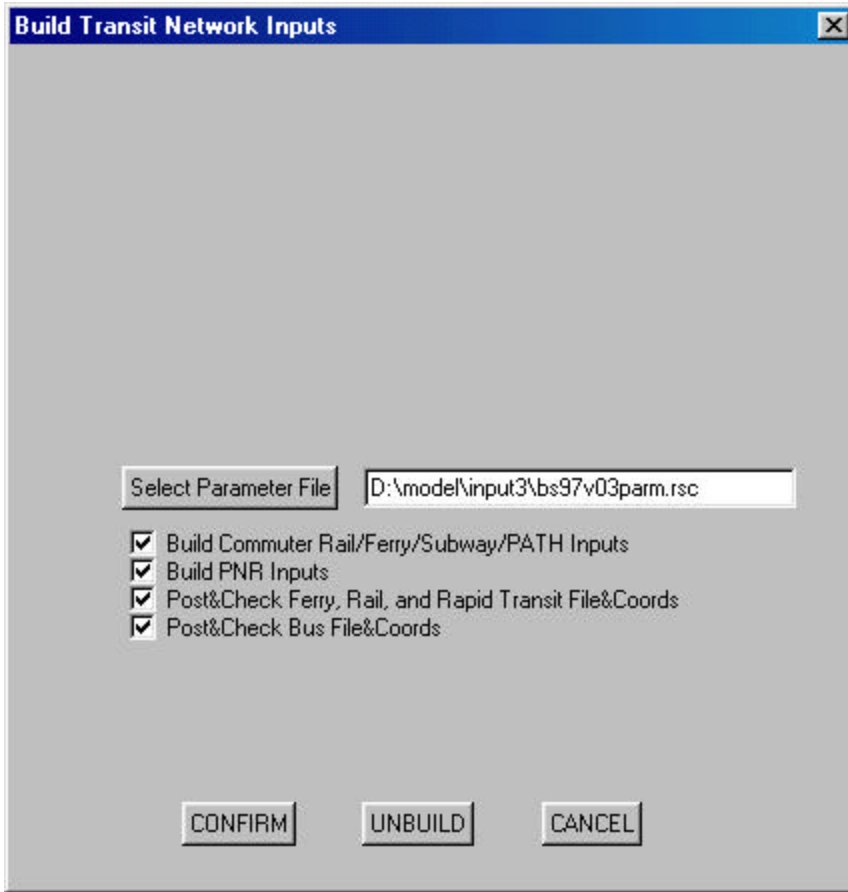 Build Transit Network Inputs
Select Parameter File D:\model\input3\bs97v03parm.rsc
Build Commuter Rail/Ferry/Subway/PATH Inputs
Build PNR Inputs
Post&Check Ferry, Rail, and Rapid Transit File&Coords
Post&Check Bus File&Coords
CONFIRM UNBUILD CANCEL